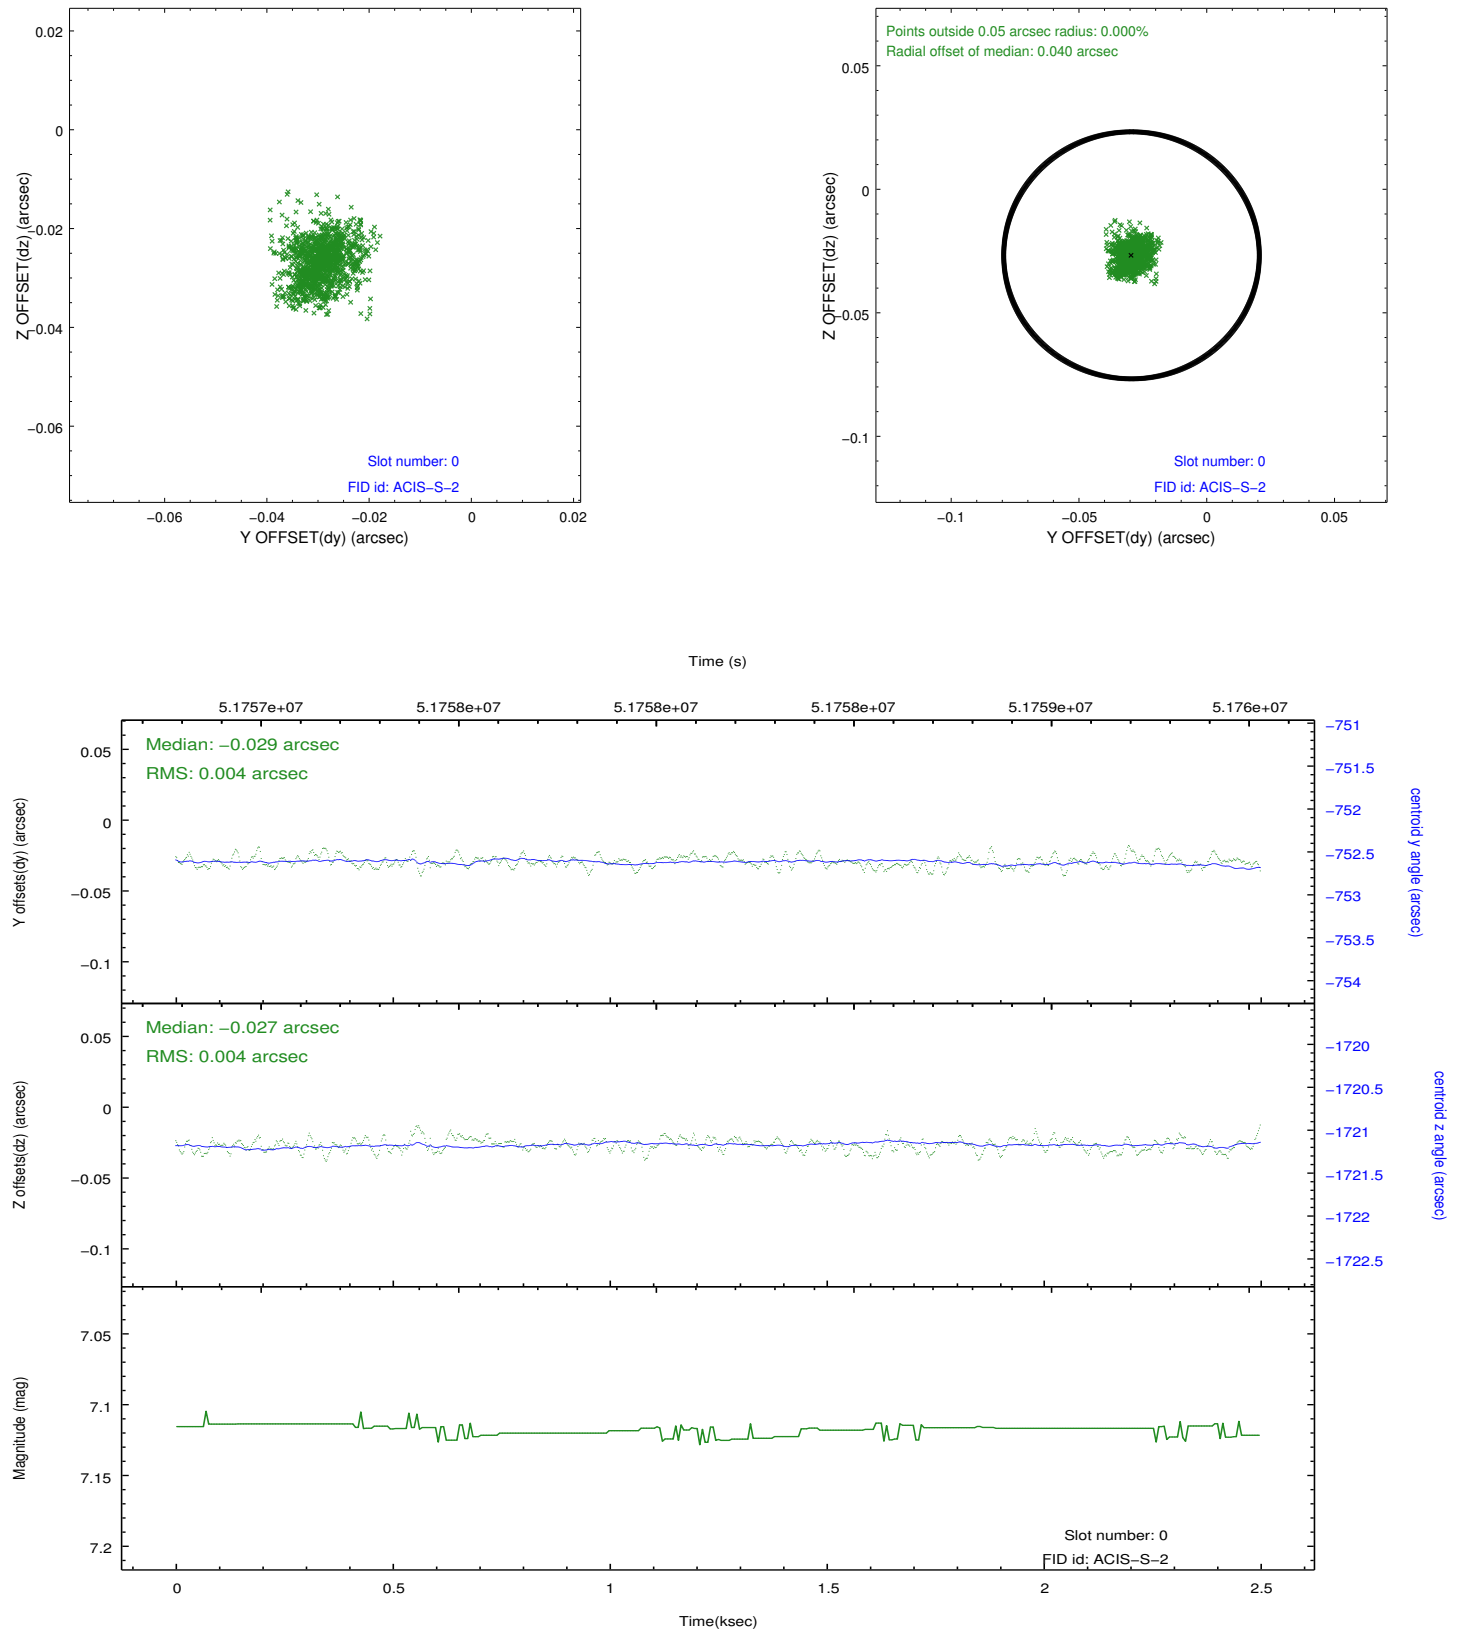 0.02
0
−0.02
−0.04
−0.06
Z OFFSET(dz) (arcsec)
Slot number: 0
FID id: ACIS−S−2
−0.06
−0.04
−0.02
0
0.02
Y OFFSET(dy) (arcsec)
Points outside 0.05 arcsec radius: 0.000%
Radial offset of median: 0.040 arcsec
0.05
0
−0.05
−0.1
Z OFFSET(dz) (arcsec)
Slot number: 0
FID id: ACIS−S−2
−0.1
−0.05
0
0.05
Y OFFSET(dy) (arcsec)
Time (s)
5.1757e+07
5.1758e+07
5.1758e+07
5.1758e+07
5.1759e+07
5.176e+07
Median: −0.029 arcsec
RMS: 0.004 arcsec
0.05
0
−0.05
−0.1
Y offsets(dy) (arcsec)
−751
−751.5
−752
−752.5
−753
−753.5
−754
centroid y angle (arcsec)
Median: −0.027 arcsec
RMS: 0.004 arcsec
0.05
0
−0.05
−0.1
Z offsets(dz) (arcsec)
−1720
−1720.5
−1721
−1721.5
−1722
−1722.5
centroid z angle (arcsec)
7.05
7.1
7.15
7.2
Magnitude (mag)
Slot number: 0
FID id: ACIS−S−2
0
0.5
1
1.5
2
2.5
Time(ksec)